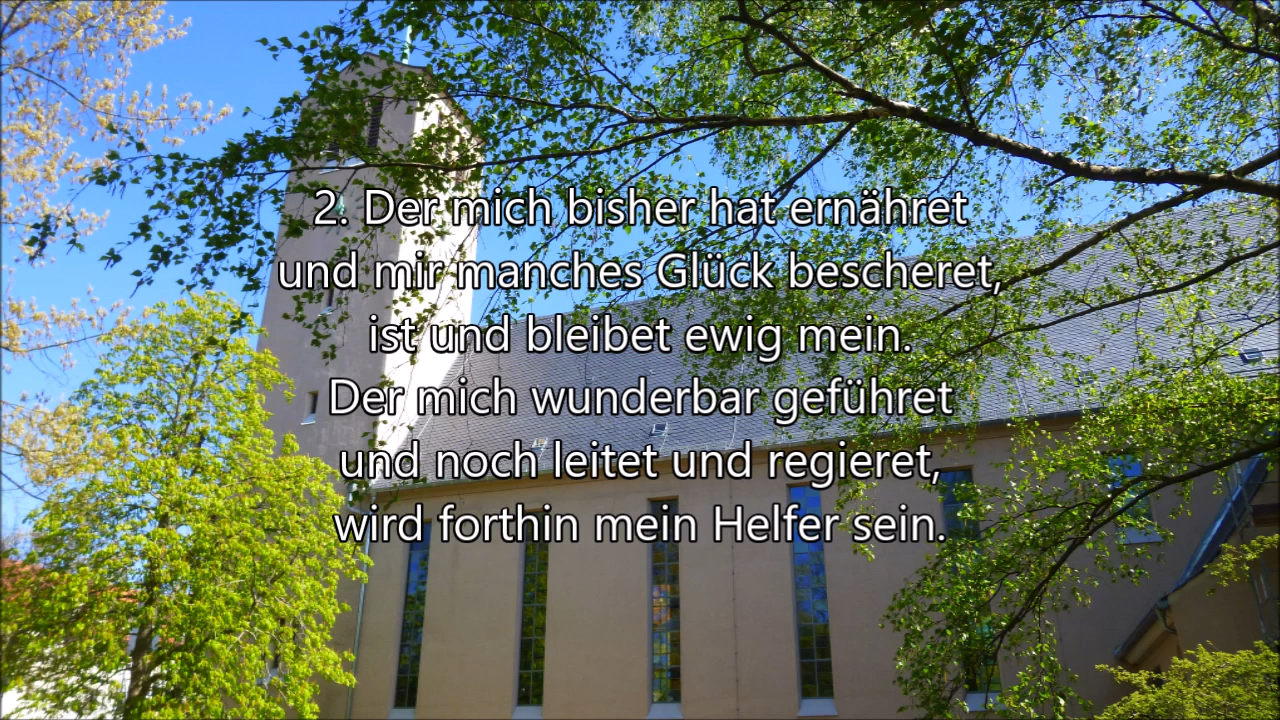 2. Der mich bisher hat ernähret
und mir manches Glück bescheret,
ist und bleibet ewig mein.
Der mich wunderbar geführet
und noch leitet und regieret,
wird forthin mein Helfer sein.